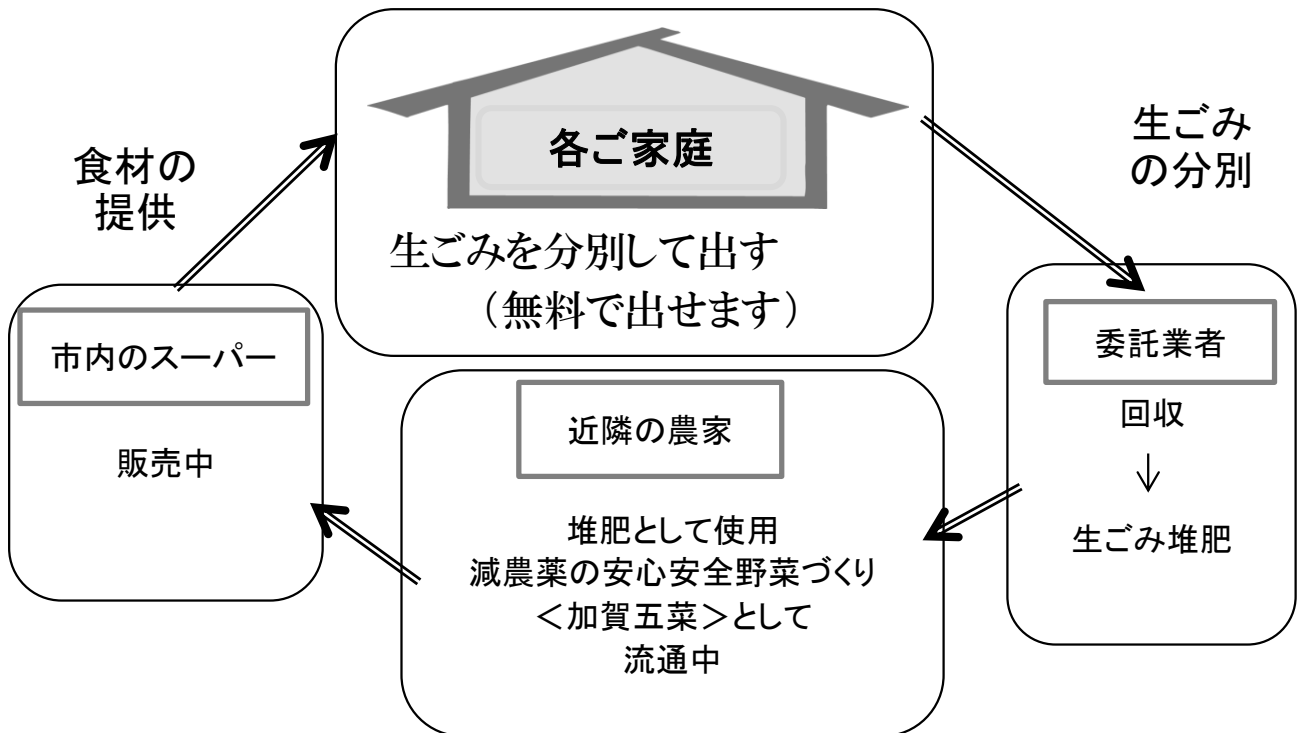 各ご家庭
生ごみを分別して出す
（無料で出せます）
生ごみ
の分別
委託業者
回収
↓
生ごみ堆肥
近隣の農家
堆肥として使用
減農薬の安心安全野菜づくり
＜加賀五菜＞として
流通中
市内のスーパー
販売中
食材の
提供